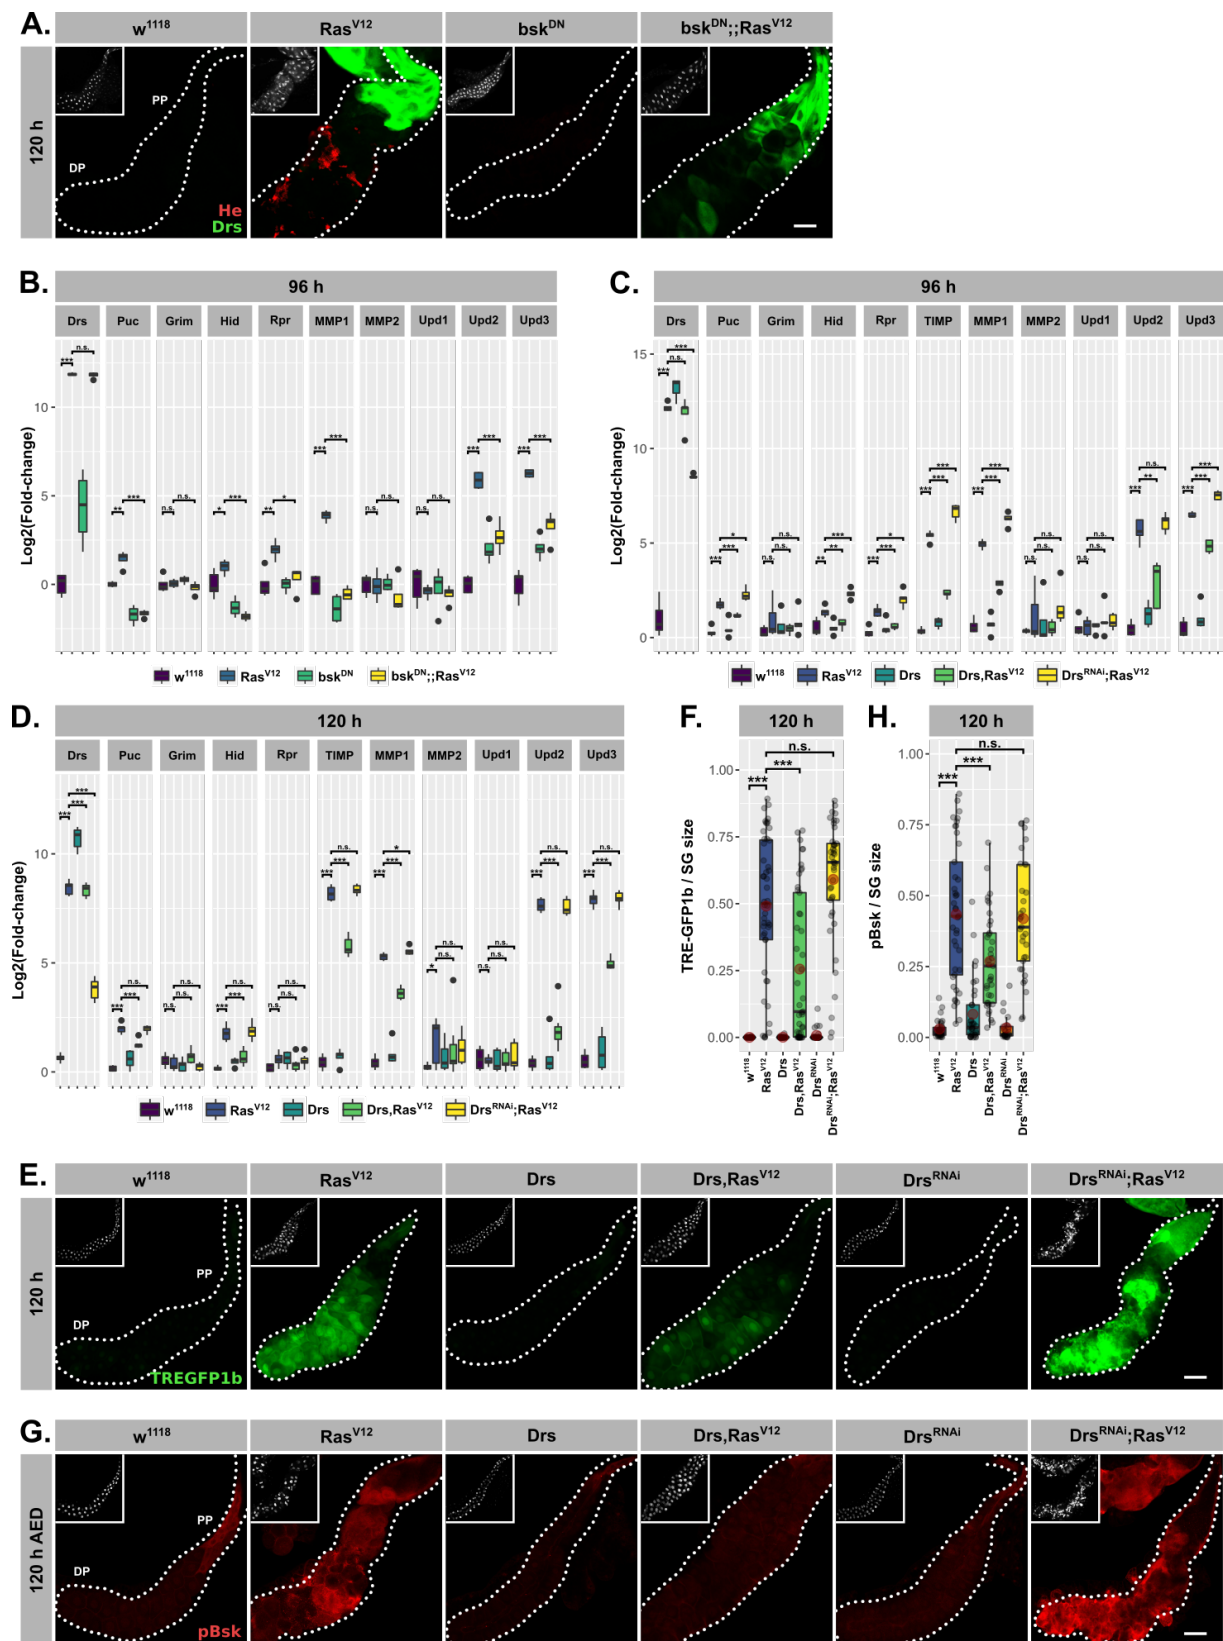 A.
w1118 RasV12 bskDN bskDN;;RasV12
120 h
PP
DP
He
Drs
B.
96 h
Drs Puc Grim Hid Rpr MMP1 MMP2 Upd1 Upd2 Upd3
Log2(Fold-change)
10
5
0
*** n.s.
** ***
n.s. n.s.
* ***
** *
*** ***
n.s. n.s.
n.s. n.s.
*** ***
*** ***
w1118 RasV12 bskDN bskDN;;RasV12
C.
96 h
Drs Puc Grim Hid Rpr TIMP MMP1 MMP2 Upd1 Upd2 Upd3
Log2(Fold-change)
15
10
5
0
*** n.s. ***
*** *** *
n.s. n.s. n.s.
** ** ***
*** *** *
*** *** ***
*** *** ***
n.s. n.s. n.s.
n.s. n.s. n.s.
*** ** n.s.
*** *** ***
w1118 RasV12 Drs Drs,RasV12 DrsRNAi;RasV12
D.
120 h
Drs Puc Grim Hid Rpr TIMP MMP1 MMP2 Upd1 Upd2 Upd3
Log2(Fold-change)
10
5
0
*** *** ***
*** *** n.s.
n.s. n.s. n.s.
*** *** n.s.
n.s. n.s. n.s.
*** *** n.s.
*** *** *
* n.s. n.s.
n.s. n.s. n.s.
*** *** n.s.
*** *** n.s.
w1118 RasV12 Drs Drs,RasV12 DrsRNAi;RasV12
F.
120 h
TRE-GFP1b / SG size
1.00
0.75
0.50
0.25
0.00
*** *** n.s.
w1118 RasV12 Drs Drs,RasV12 DrsRNAi DrsRNAi;RasV12
H.
120 h
pBsk / SG size
1.00
0.75
0.50
0.25
0.00
*** *** n.s.
w1118 RasV12 Drs Drs,RasV12 DrsRNAi DrsRNAi;RasV12
E.
w1118 RasV12 Drs Drs,RasV12 DrsRNAi DrsRNAi;RasV12
120 h
PP
DP
TREGFP1b
G.
w1118 RasV12 Drs Drs,RasV12 DrsRNAi DrsRNAi;RasV12
120 h AED
PP
DP
pBsk